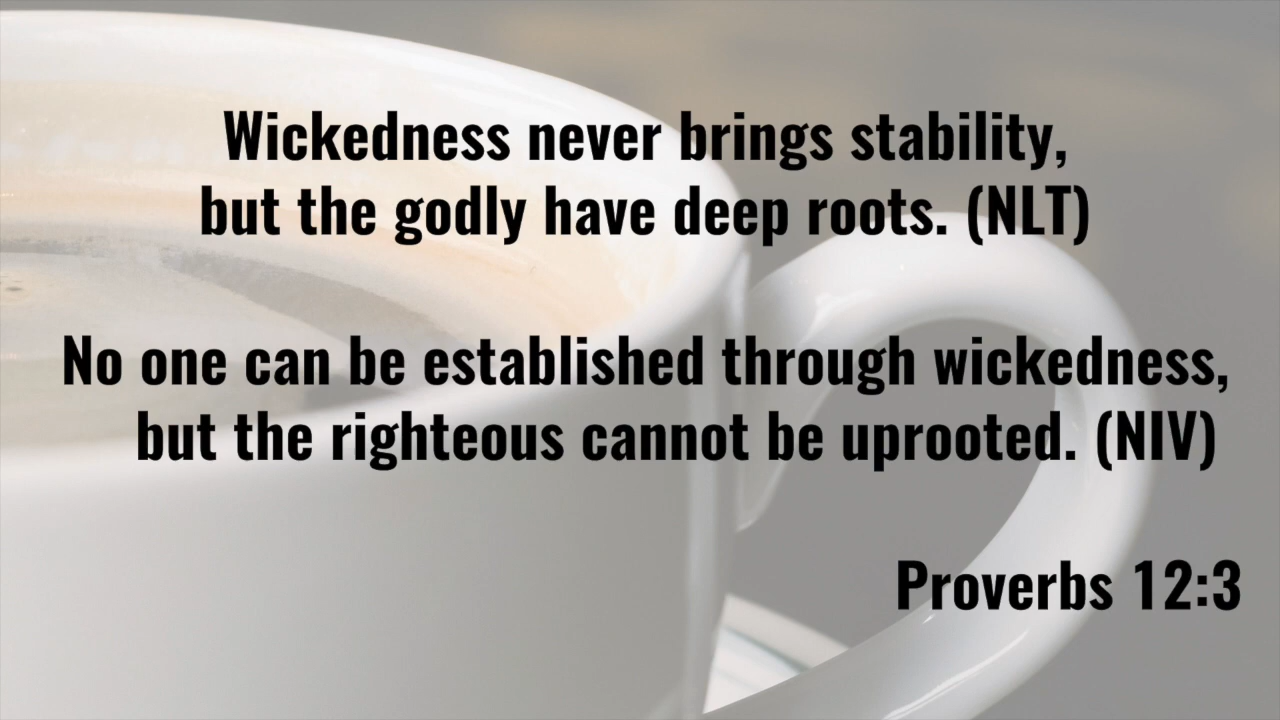 Wickedness never brings stability,
but the godly have deep roots. (NLT)
No one can be established through wickedness,
but the righteous cannot be uprooted. (NIV)
Proverbs 12:3